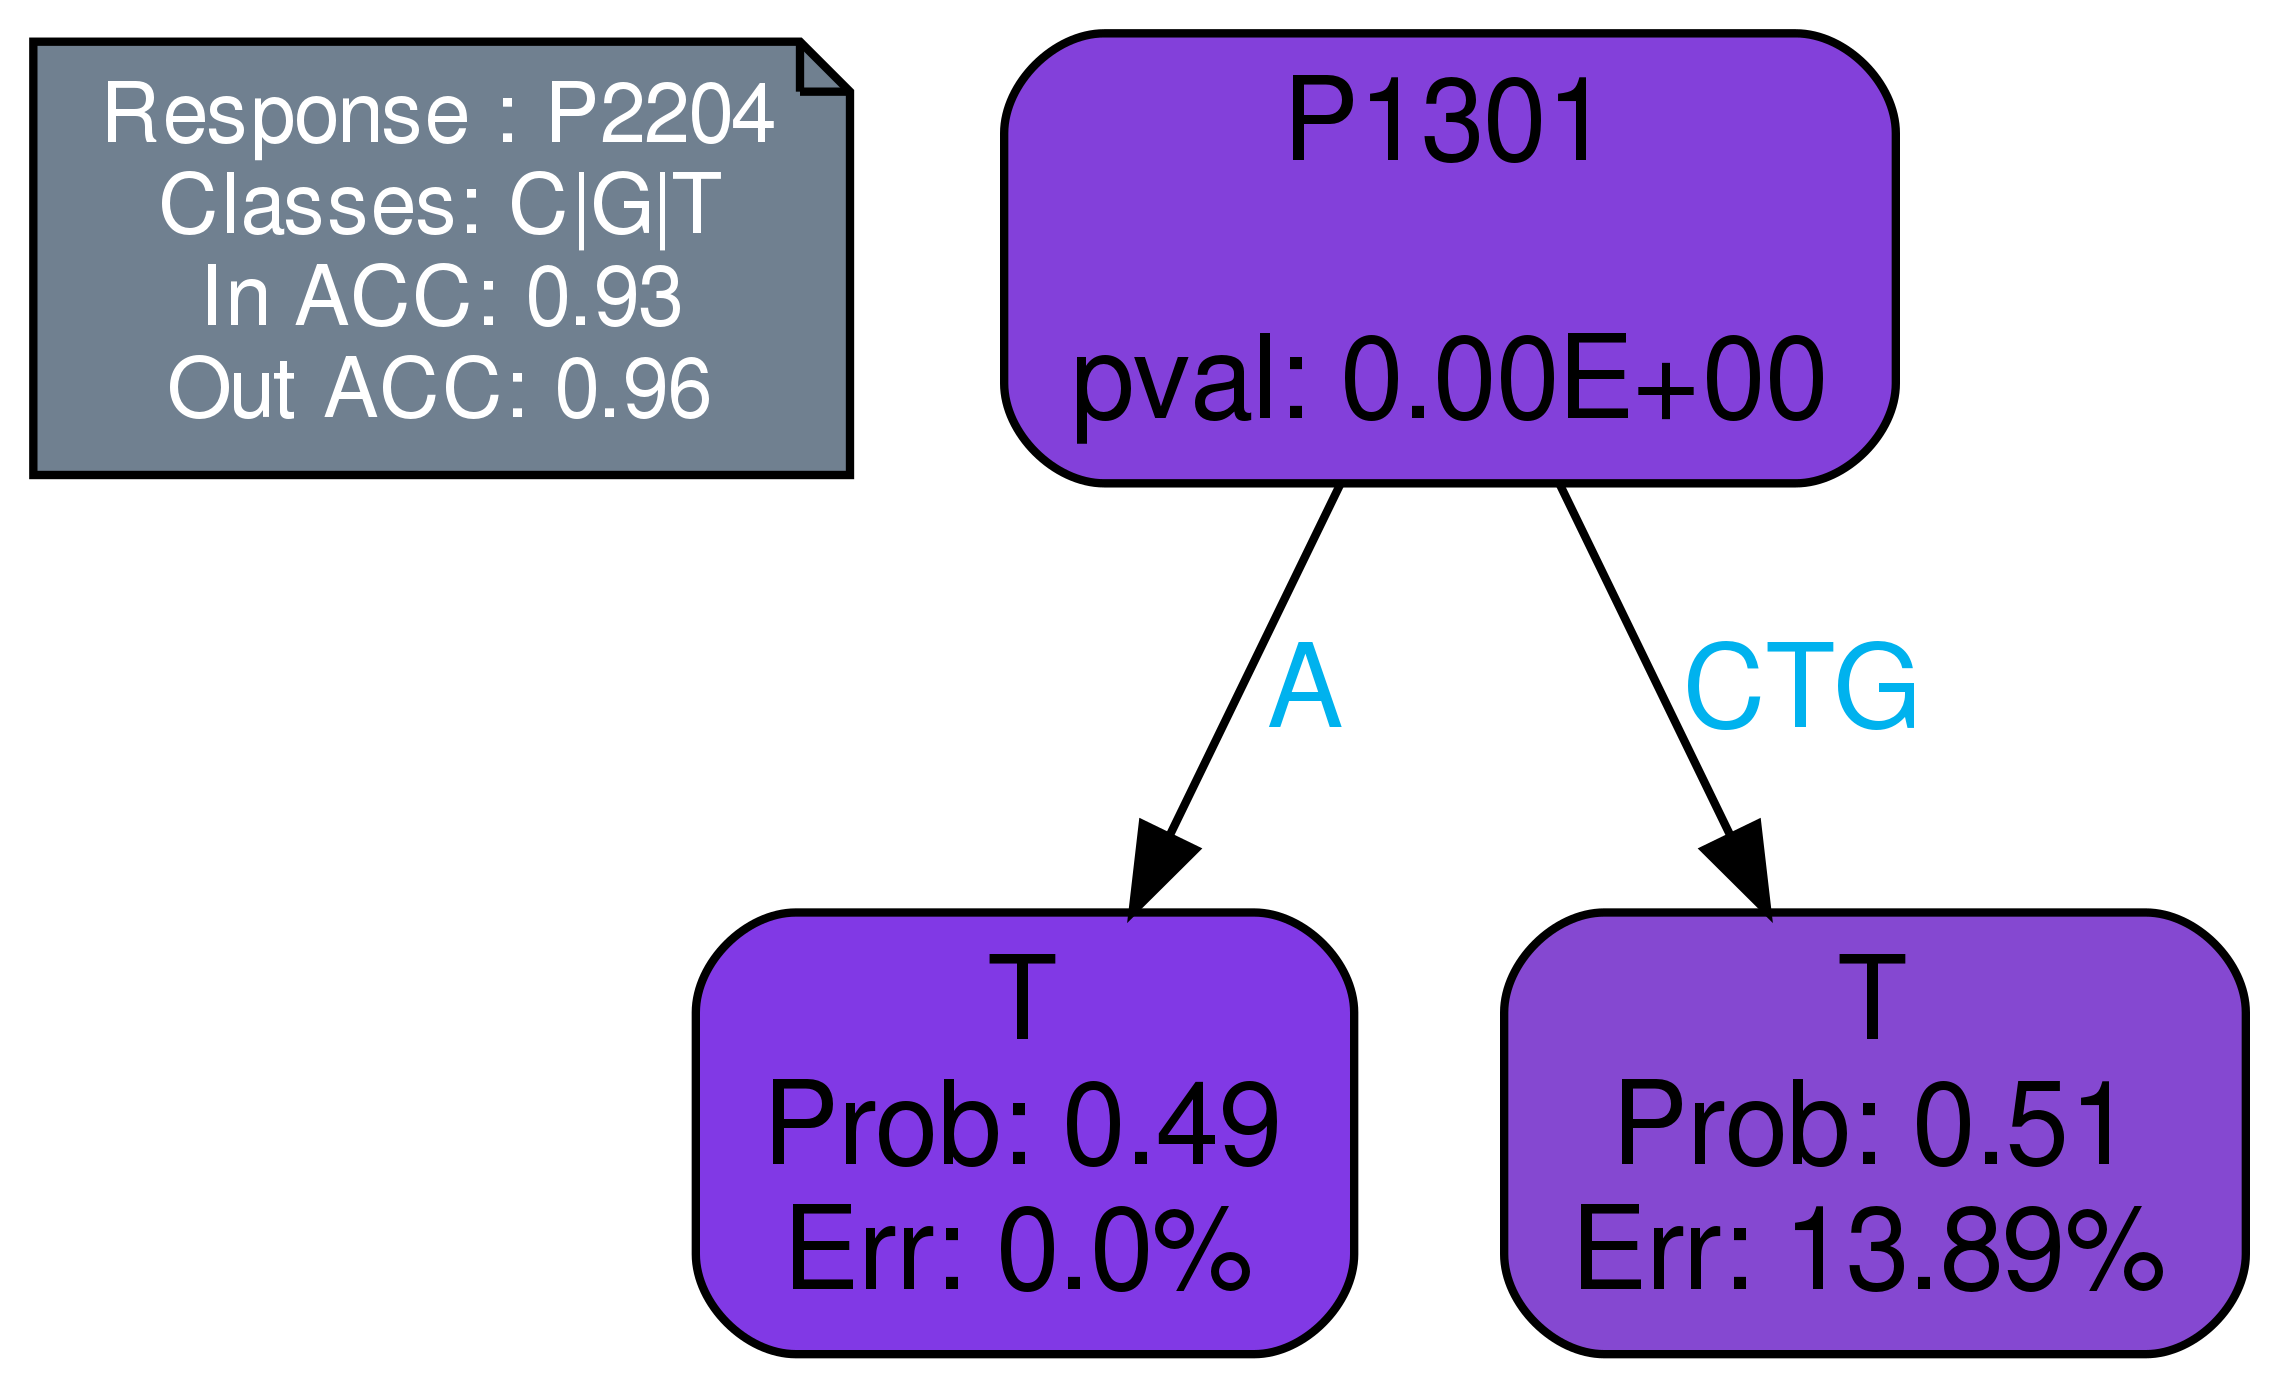 Response : P2204
Classes: C|G|T
In ACC: 0.93
Out ACC: 0.96
P1301
pval: 0.00E+00
A
CTG
T
Prob: 0.49
Err: 0.0%
T
Prob: 0.51
Err: 13.89%